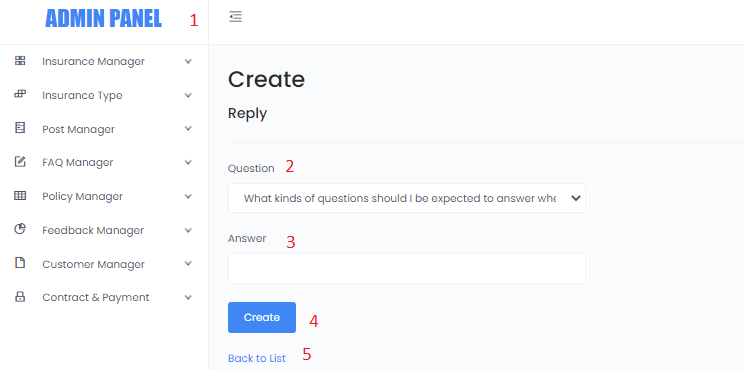 ADMIN PANEL 1
Insurance Manager
Insurance Type
Post Manager
FAQ Manager
Policy Manager
Feedback Manager
Customer Manager
Contract & Payment
Create
Reply
Question 2
What kinds of questions should I be expected to answer whe
Answer 3
Create 4
Back to List 5